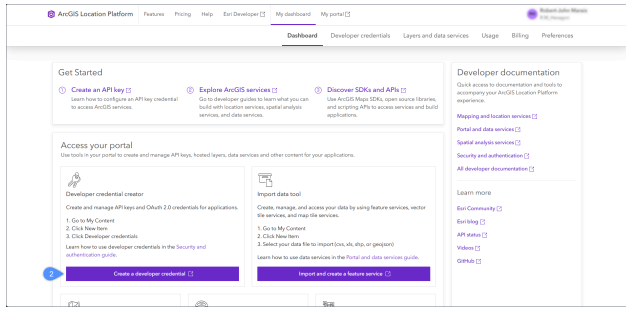 ArcGIS Location Platform Features Pricing Help Esri Developer My dashboard My portal
Dashboard Developer credentials Layers and data services Usage Billing Preferences
Get Started
1 Create an API key
Learn how to configure an API key credential
to access ArcGIS services.
2 Explore ArcGIS services
Go to developer guides to learn what you can
build with location services, spatial analysis
services, and data services.
3 Discover SDKs and APIs
Use ArcGIS Maps SDKs, open source libraries,
and scripting APIs to access services and build
applications.
Access your portal
Use tools in your portal to create and manage API keys, hosted layers, data services and other content for your applications.
Developer credential creator
Create and manage API keys and OAuth 2.0 credentials for applications.
1. Go to My Content
2. Click New Item
3. Click Developer credentials
Learn how to use developer credentials in the Security and
authentication guide.
2
Create a developer credential
Import data tool
Create, manage, and access your data by using feature services, vector
tile services, and map tile services.
1. Go to My Content
2. Click New Item
3. Select your data file to import (csv, xls, shp, or geojson)
Learn how to use data services in the Portal and data services guide.
Import and create a feature service
Developer documentation
Quick access to documentation and tools to
accompany your ArcGIS Location Platform
experience.
Mapping and location services
Portal and data services
Spatial analysis services
Security and authentication
All developer documentation
Learn more
Esri Community
Esri blog
API status
Videos
GitHub